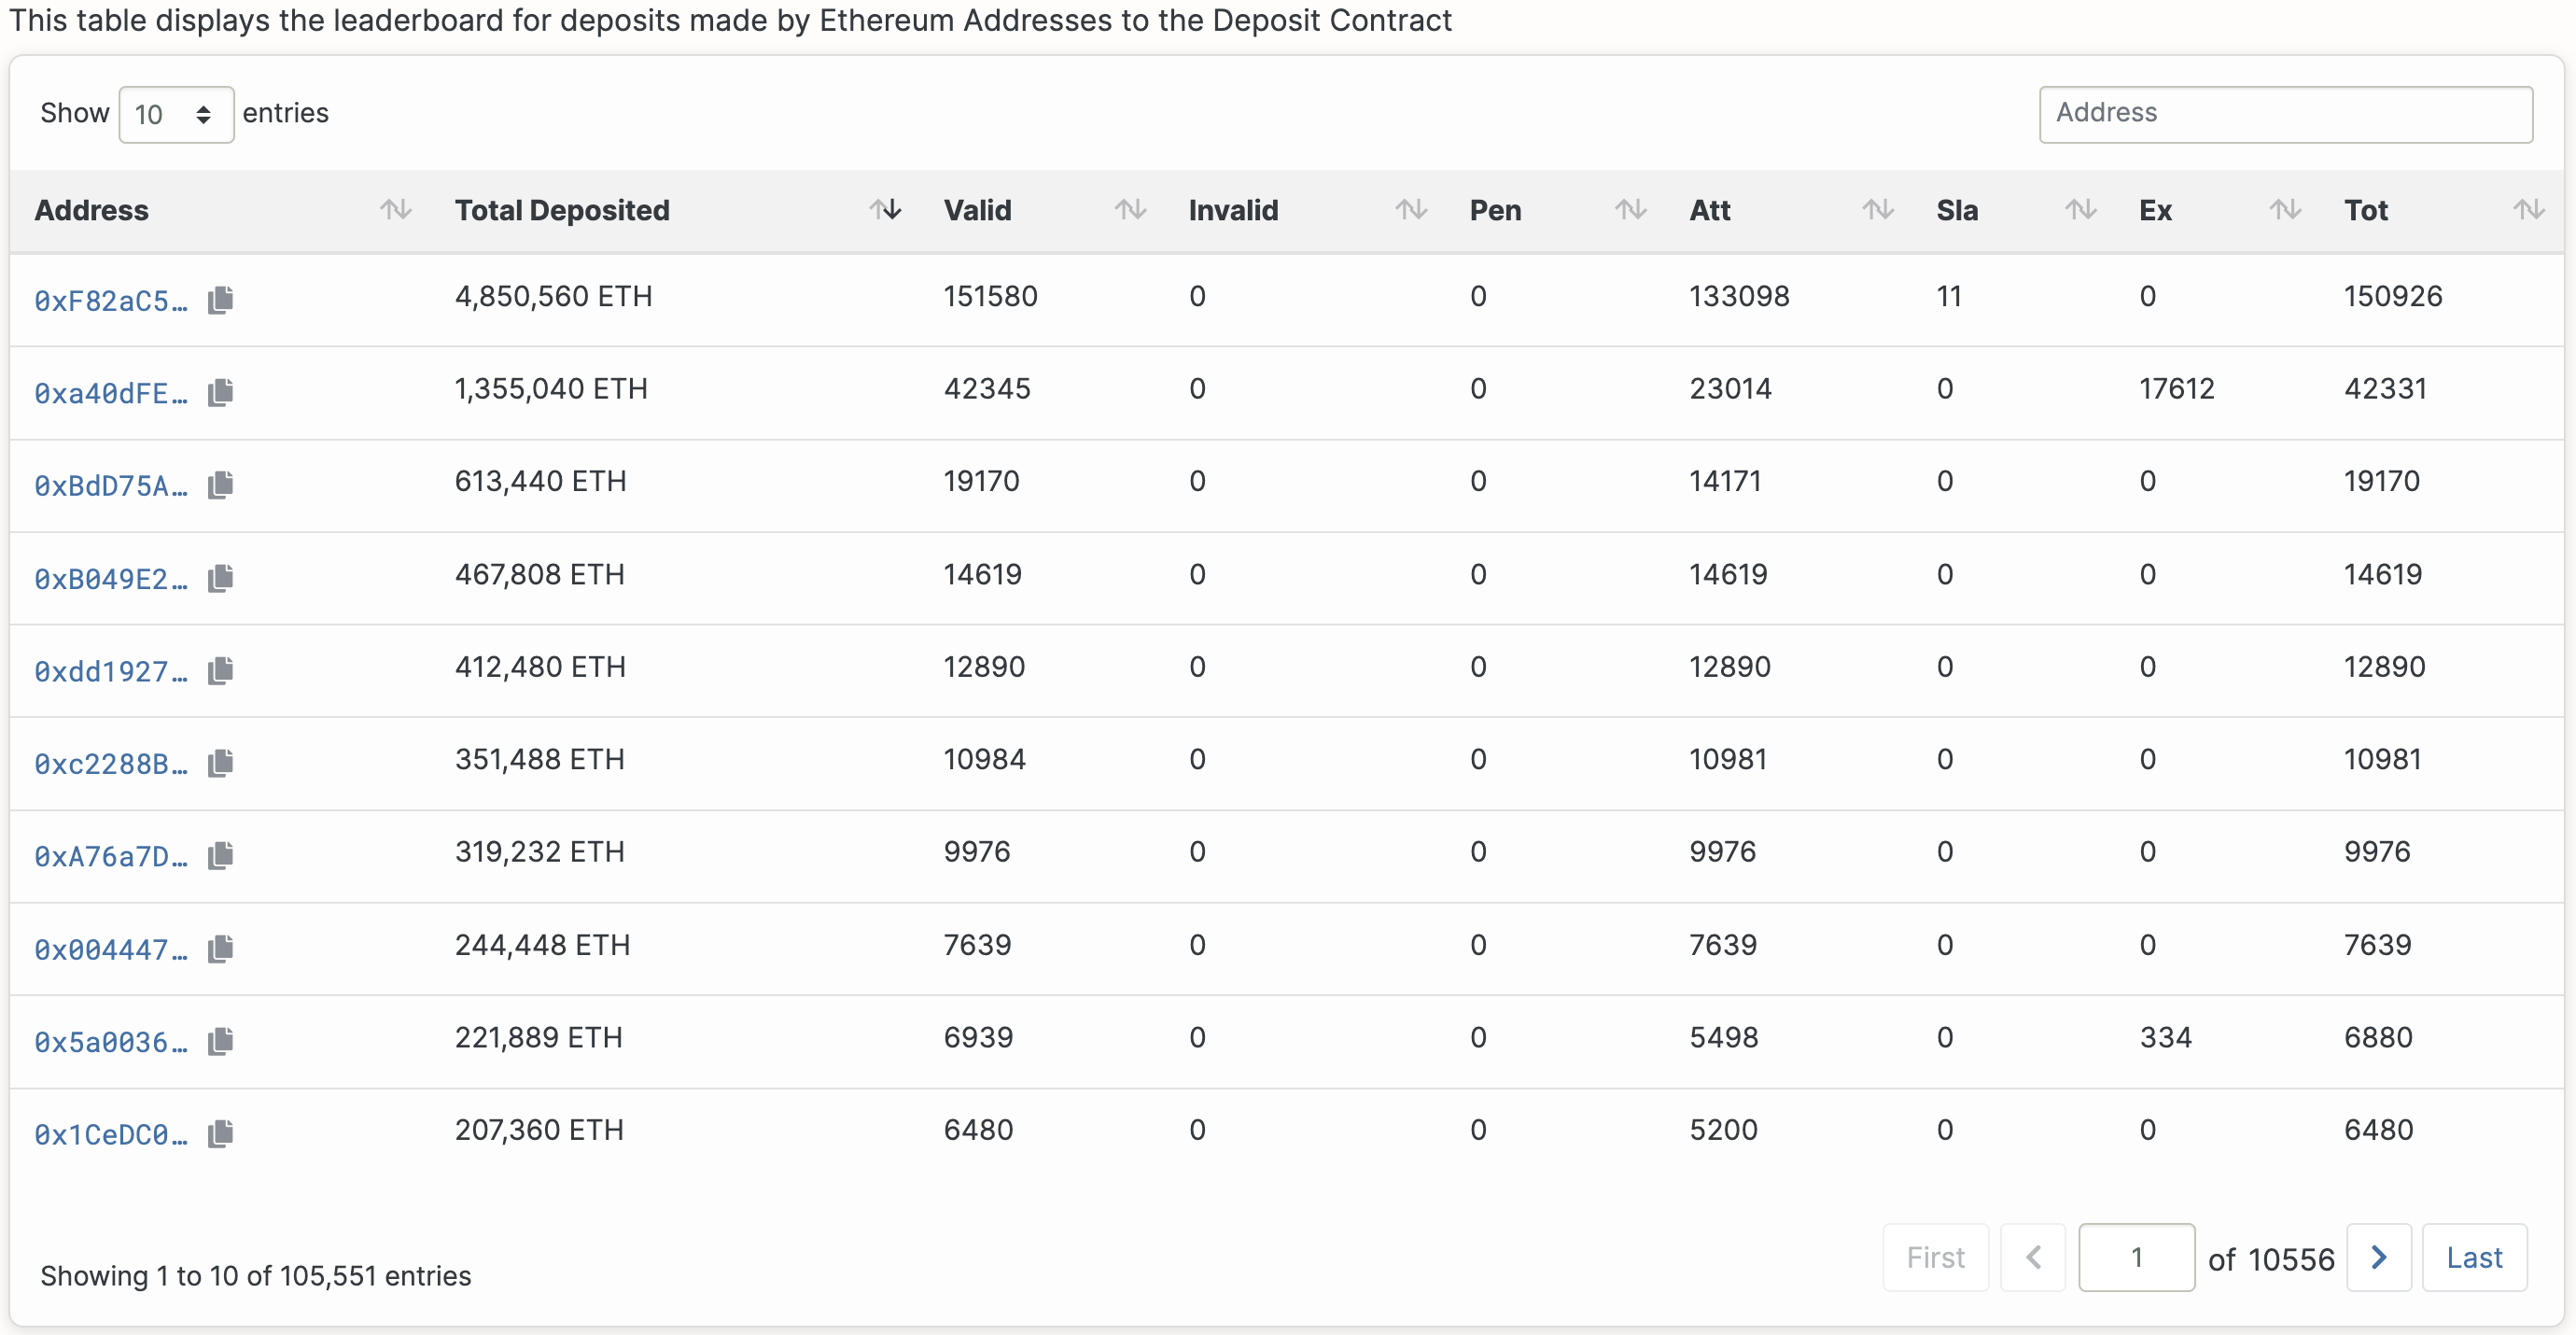 This table displays the leaderboard for deposits made by Ethereum Addresses to the Deposit Contract
Show 10 entries Address
Address Total Deposited Valid Invalid Pen Att Sla Ex Tot
0xF82aC5… 4,850,560 ETH 151580 0 0 133098 11 0 150926
0xa40dFE… 1,355,040 ETH 42345 0 0 23014 0 17612 42331
0xBdD75A… 613,440 ETH 19170 0 0 14171 0 0 19170
0xB049E2… 467,808 ETH 14619 0 0 14619 0 0 14619
0xdd1927… 412,480 ETH 12890 0 0 12890 0 0 12890
0xc2288B… 351,488 ETH 10984 0 0 10981 0 0 10981
0xA76a7D… 319,232 ETH 9976 0 0 9976 0 0 9976
0x004447… 244,448 ETH 7639 0 0 7639 0 0 7639
0x5a0036… 221,889 ETH 6939 0 0 5498 0 334 6880
0x1CeDC0… 207,360 ETH 6480 0 0 5200 0 0 6480
Showing 1 to 10 of 105,551 entries First 1 of 10556 Last